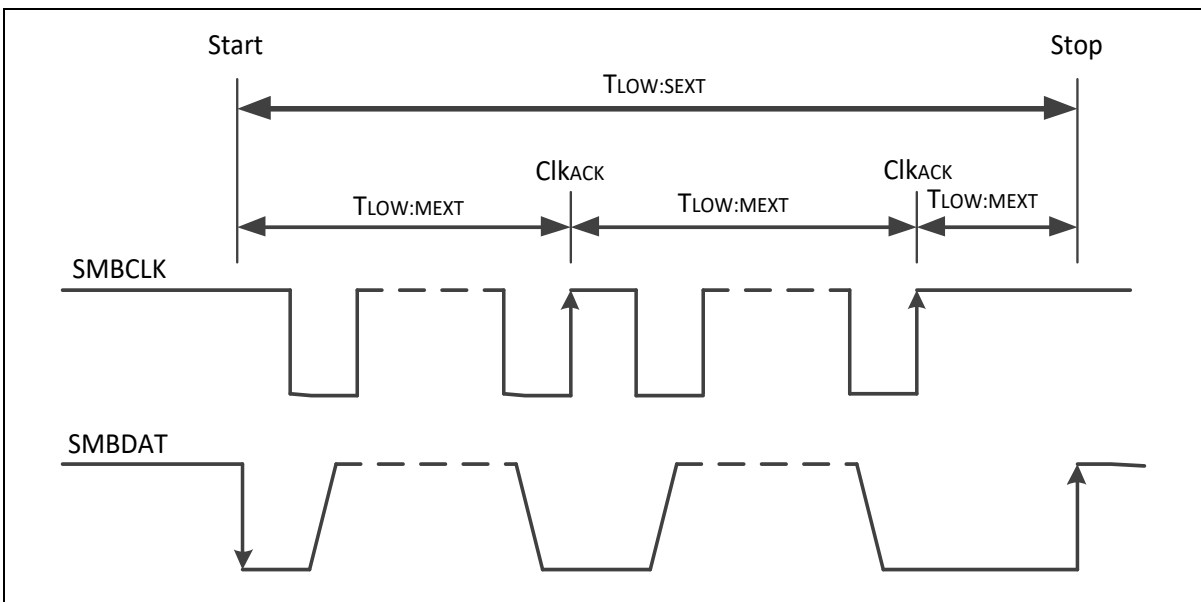 Start Stop
TLOW:SEXT
ClkACK ClkACK
TLOW:MEXT TLOW:MEXT TLOW:MEXT
SMBCLK
SMBDAT